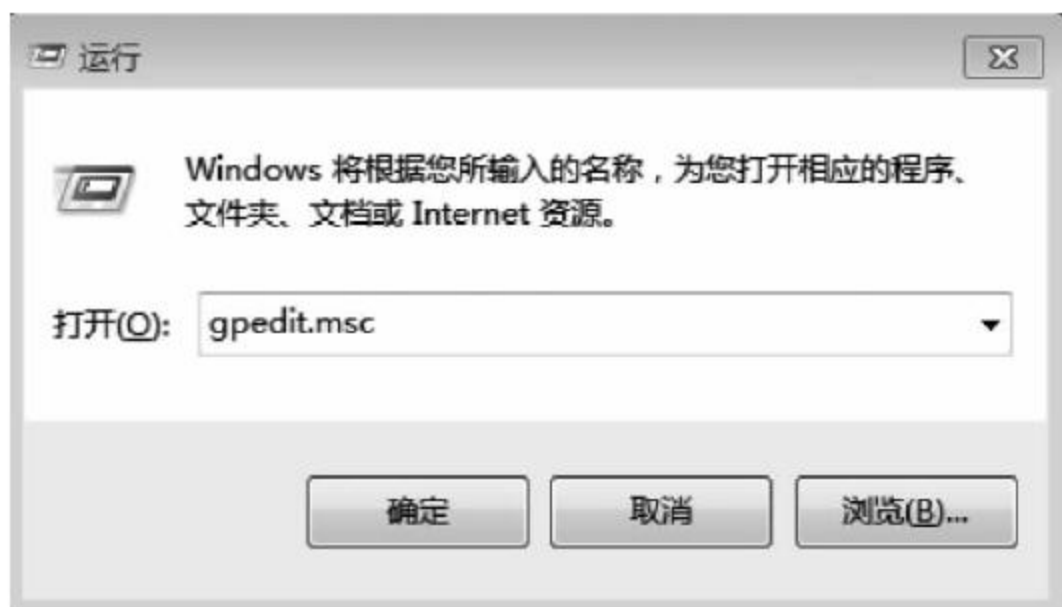 运行
Windows 将根据您所输入的名称，为您打开相应的程序、
文件夹、文档或 Internet 资源。
打开(O): gpedit.msc
确定 取消 浏览(B)...